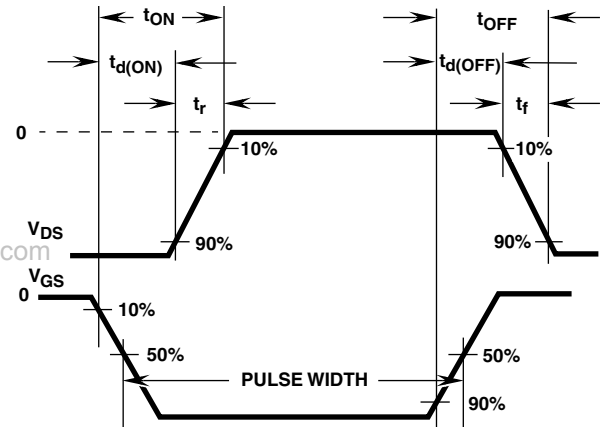 tON
tOFF
td(ON)
td(OFF)
tr
tf
0
10%
10%
VDS
90%
90%
com
VGS
0
10%
50%
50%
PULSE WIDTH
90%